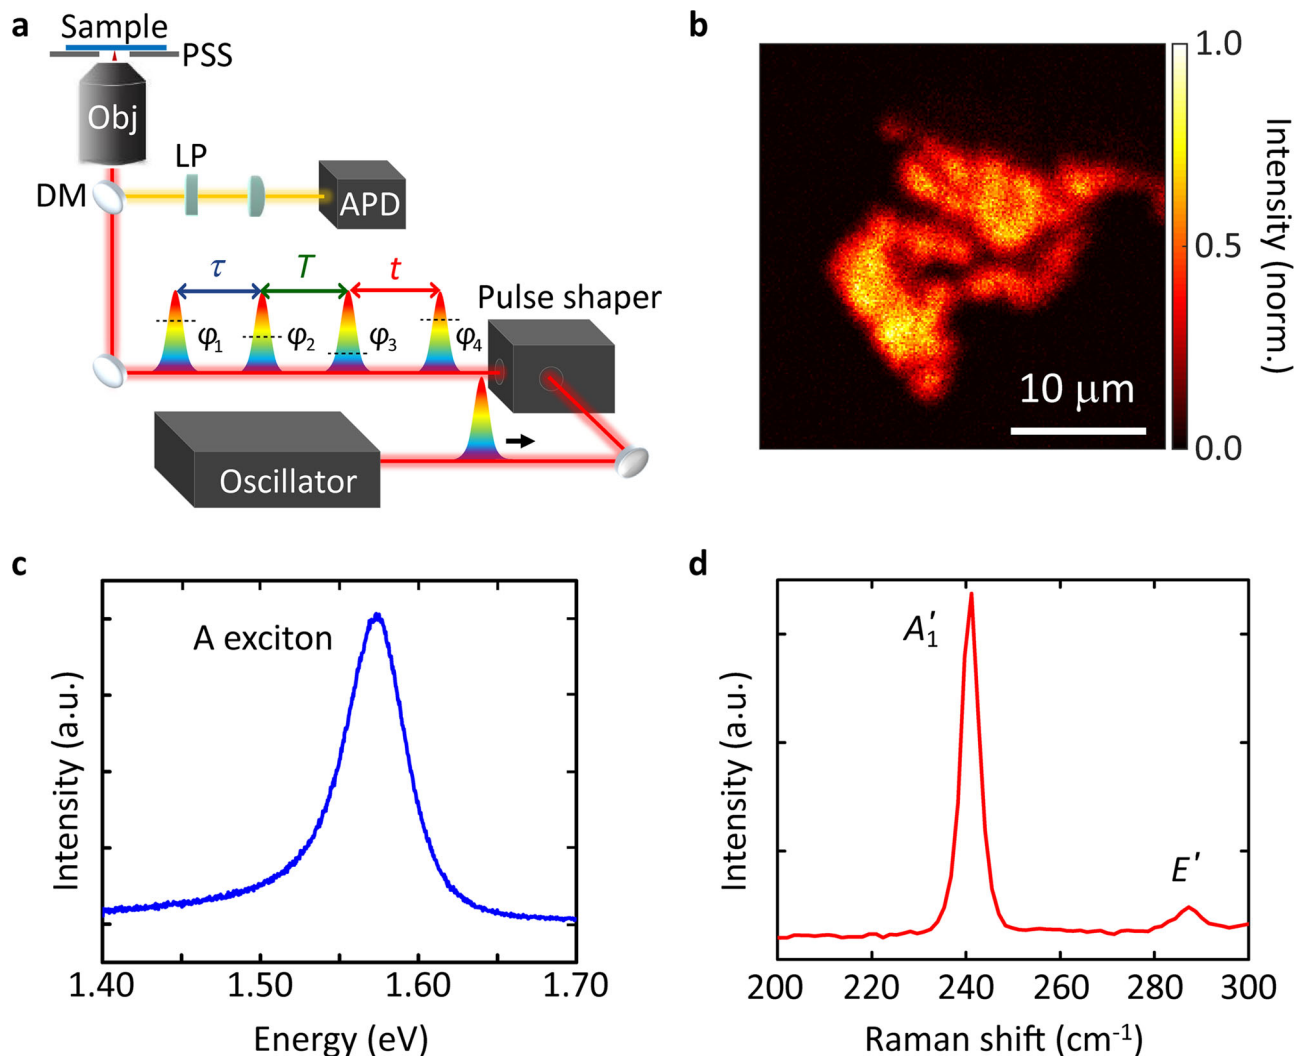 a
Sample
PSS
Obj
LP
DM
APD
τ
T
t
Pulse shaper
φ1
φ2
φ3
φ4
Oscillator
b
1.0
0.5
0.0
Intensity (norm.)
10 μm
c
A exciton
Intensity (a.u.)
1.40 1.50 1.60 1.70
Energy (eV)
d
A1′
E′
Intensity (a.u.)
200 220 240 260 280 300
Raman shift (cm-1)